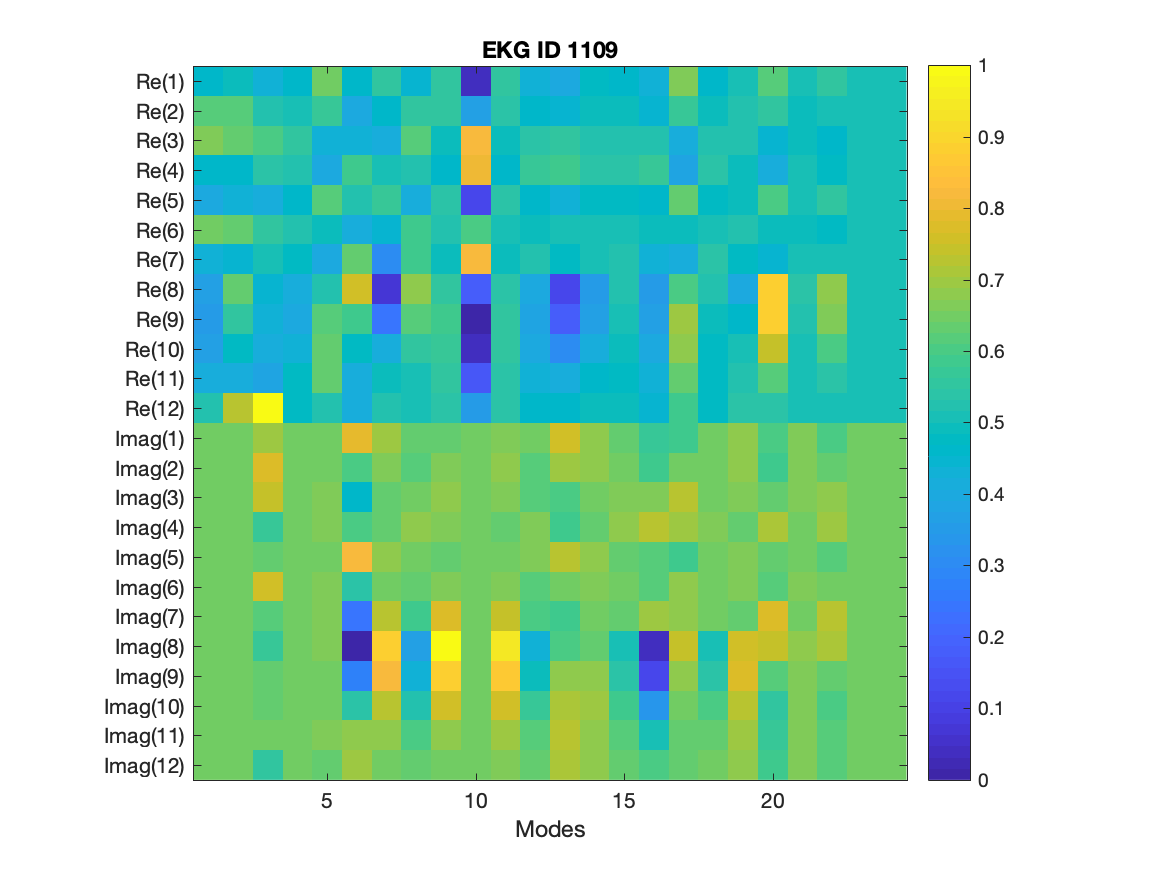 EKG ID 1109
Re(1)
Re(2)
Re(3)
Re(4)
Re(5)
Re(6)
Re(7)
Re(8)
Re(9)
Re(10)
Re(11)
Re(12)
Imag(1)
Imag(2)
Imag(3)
Imag(4)
Imag(5)
Imag(6)
Imag(7)
Imag(8)
Imag(9)
Imag(10)
Imag(11)
Imag(12)
5 10 15 20
Modes
1
0.9
0.8
0.7
0.6
0.5
0.4
0.3
0.2
0.1
0